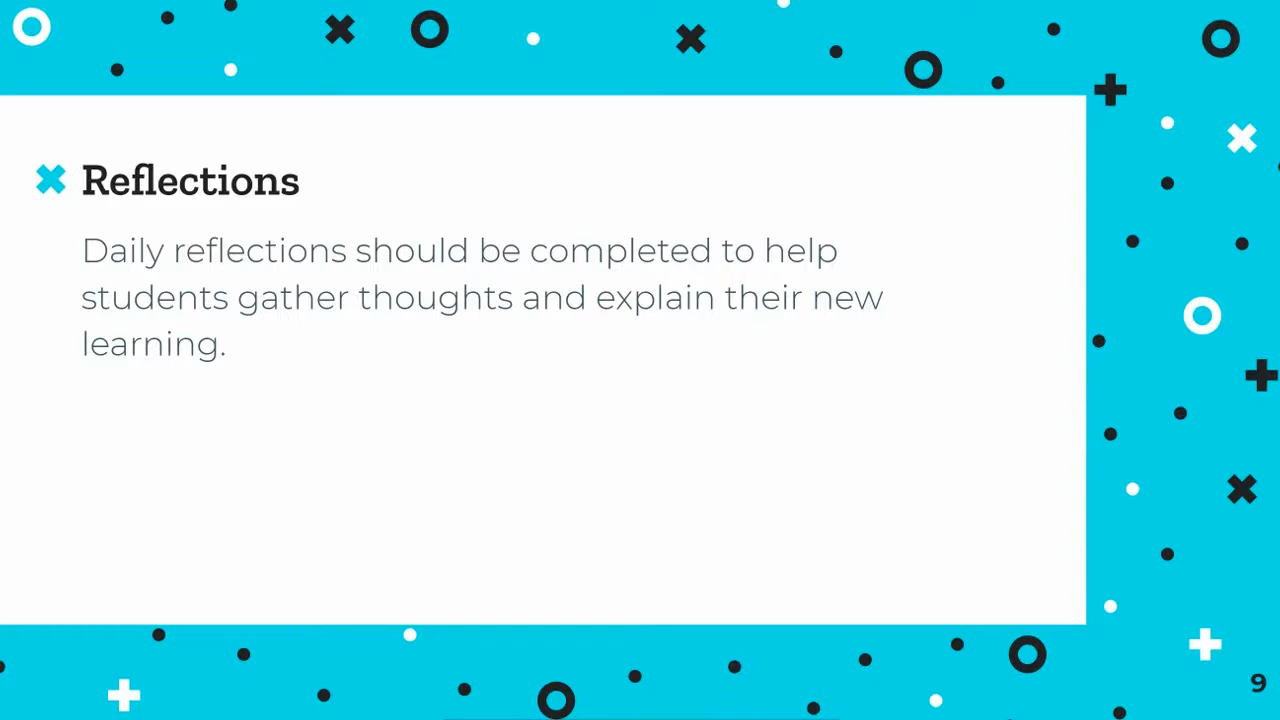 Reflections
Daily reflections should be completed to help
students gather thoughts and explain their new
learning.
9